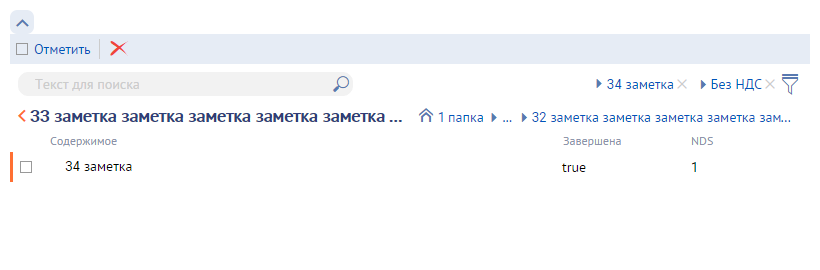 Отметить
Текст для поиска 34 заметка Без НДС
33 заметка заметка заметка заметка заметка ... 1 папка ... 32 заметка заметка заметка заметка зам...
Содержимое Завершена NDS
34 заметка true 1